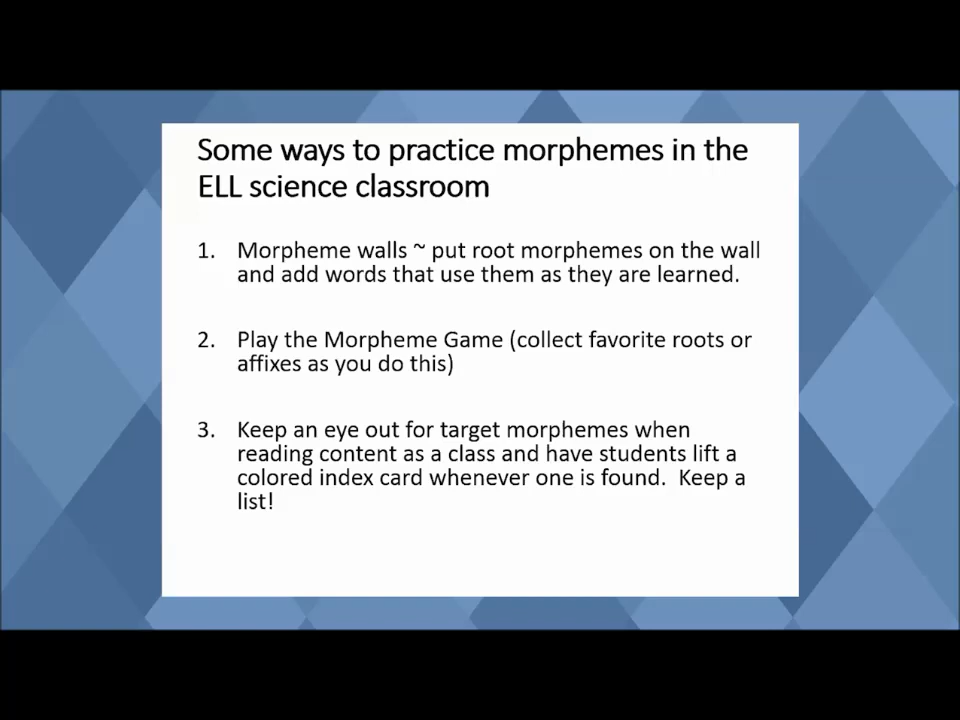 Some ways to practice morphemes in the
ELL science classroom
1. Morpheme walls ~ put root morphemes on the wall
and add words that use them as they are learned.
2. Play the Morpheme Game (collect favorite roots or
affixes as you do this)
3. Keep an eye out for target morphemes when
reading content as a class and have students lift a
colored index card whenever one is found.  Keep a
list!